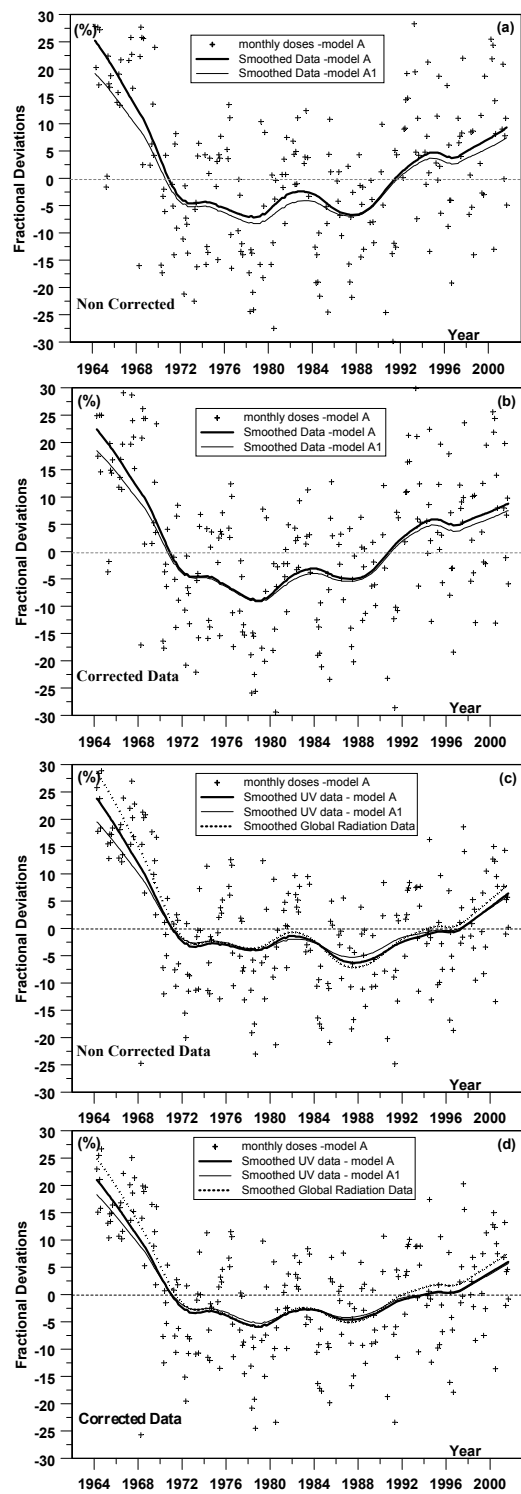 (%)
(a)
monthly doses -model A
Smoothed Data -model A
Smoothed Data -model A1
Fractional Deviations
30
25
20
15
10
5
0
-5
-10
-15
-20
-25
-30
Non Corrected
Year
1964 1968 1972 1976 1980 1984 1988 1992 1996 2000
(%)
(b)
monthly doses -model A
Smoothed Data -model A
Smoothed Data -model A1
Fractional Deviations
30
25
20
15
10
5
0
-5
-10
-15
-20
-25
-30
Corrected Data
Year
1964 1968 1972 1976 1980 1984 1988 1992 1996 2000
(%)
(c)
monthly doses -model A
Smoothed UV data - model A
Smoothed UV data - model A1
Smoothed Global Radiation Data
Fractional Deviations
30
25
20
15
10
5
0
-5
-10
-15
-20
-25
-30
Non Corrected Data
Year
1964 1968 1972 1976 1980 1984 1988 1992 1996 2000
(%)
(d)
monthly doses -model A
Smoothed UV data - model A
Smoothed UV data - model A1
Smoothed Global Radiation Data
Fractional Deviations
30
25
20
15
10
5
0
-5
-10
-15
-20
-25
-30
Corrected Data
Year
1964 1968 1972 1976 1980 1984 1988 1992 1996 2000